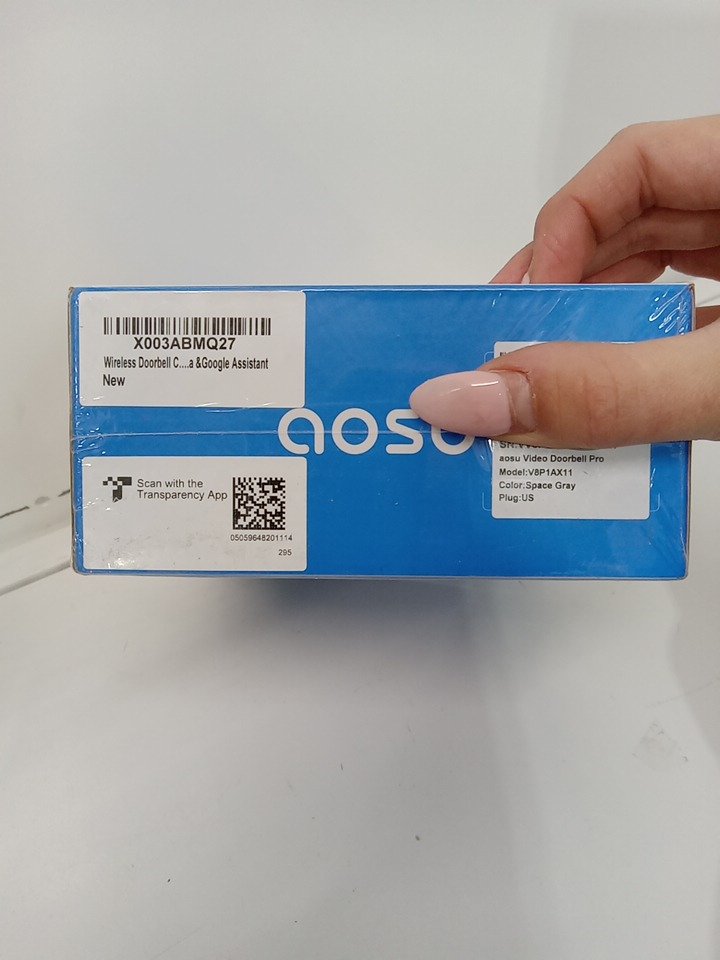 X003ABMQ27
Wireless Doorbell C....a &Google Assistant
New
aosu
Scan with the
Transparency App
05059648201114
295
aosu Video Doorbell Pro
Model:V8P1AX11
Color:Space Gray
Plug:US